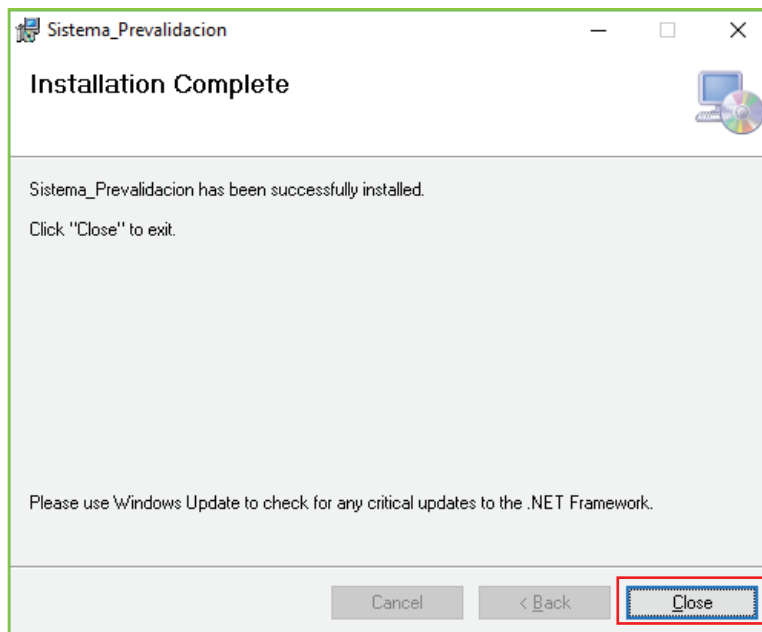 Sistema_Prevalidacion
Installation Complete
Sistema_Prevalidacion has been successfully installed.
Click "Close" to exit.
Please use Windows Update to check for any critical updates to the .NET Framework.
Cancel
< Back
Close